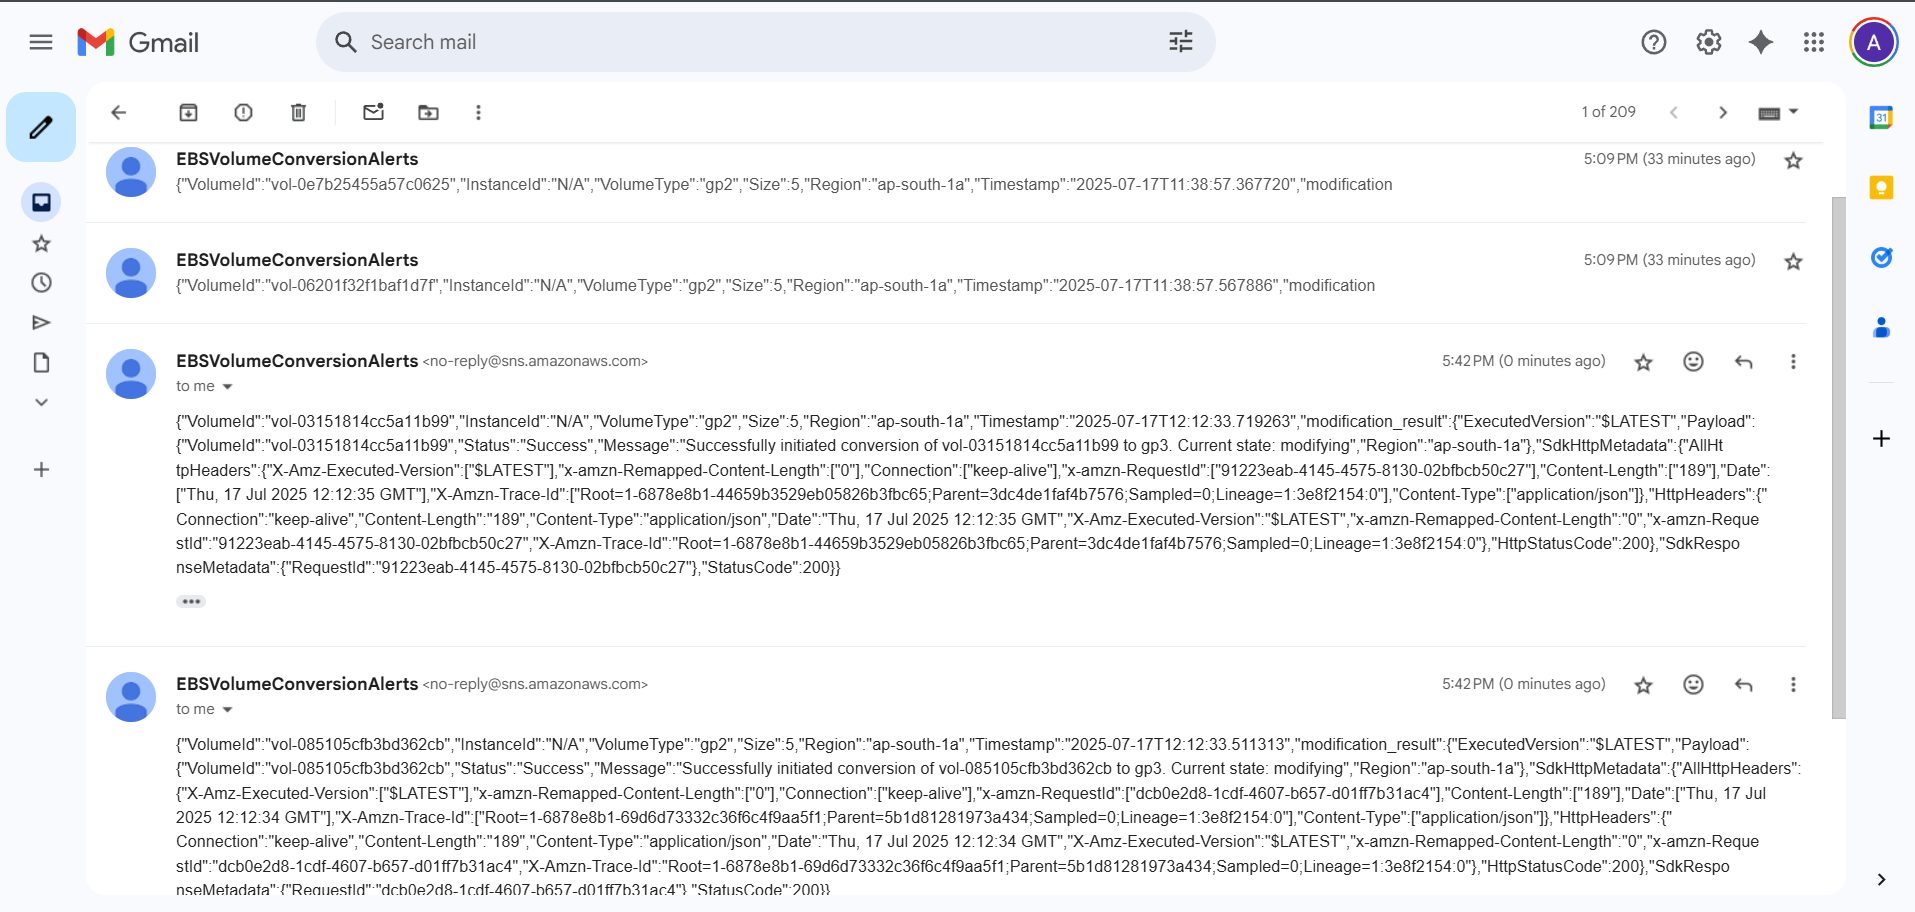 Gmail
Search mail
A
1 of 209
31
EBSVolumeConversionAlerts
5:09 PM (33 minutes ago)
{"VolumeId":"vol-0e7b25455a57c0625","InstanceId":"N/A","VolumeType":"gp2","Size":5,"Region":"ap-south-1a","Timestamp":"2025-07-17T11:38:57.367720","modification
EBSVolumeConversionAlerts
5:09 PM (33 minutes ago)
{"VolumeId":"vol-06201f32f1baf1d7f","InstanceId":"N/A","VolumeType":"gp2","Size":5,"Region":"ap-south-1a","Timestamp":"2025-07-17T11:38:57.567886","modification
EBSVolumeConversionAlerts <no-reply@sns.amazonaws.com>
5:42 PM (0 minutes ago)
to me
{"VolumeId":"vol-03151814cc5a11b99","InstanceId":"N/A","VolumeType":"gp2","Size":5,"Region":"ap-south-1a","Timestamp":"2025-07-17T12:12:33.719263","modification_result":{"ExecutedVersion":"$LATEST","Payload":
{"VolumeId":"vol-03151814cc5a11b99","Status":"Success","Message":"Successfully initiated conversion of vol-03151814cc5a11b99 to gp3. Current state: modifying","Region":"ap-south-1a"},"SdkHttpMetadata":{"AllHt
tpHeaders":{"X-Amz-Executed-Version":["$LATEST"],"x-amzn-Remapped-Content-Length":["0"],"Connection":["keep-alive"],"x-amzn-RequestId":["91223eab-4145-4575-8130-02bfbcb50c27"],"Content-Length":["189"],"Date":
["Thu, 17 Jul 2025 12:12:35 GMT"],"X-Amzn-Trace-Id":["Root=1-6878e8b1-44659b3529eb05826b3fbc65;Parent=3dc4de1faf4b7576;Sampled=0;Lineage=1:3e8f2154:0"],"Content-Type":["application/json"]},"HttpHeaders":{"
Connection":"keep-alive","Content-Length":"189","Content-Type":"application/json","Date":"Thu, 17 Jul 2025 12:12:35 GMT","X-Amz-Executed-Version":"$LATEST","x-amzn-Remapped-Content-Length":"0","x-amzn-Reque
stId":"91223eab-4145-4575-8130-02bfbcb50c27","X-Amzn-Trace-Id":"Root=1-6878e8b1-44659b3529eb05826b3fbc65;Parent=3dc4de1faf4b7576;Sampled=0;Lineage=1:3e8f2154:0"},"HttpStatusCode":200},"SdkRespo
nseMetadata":{"RequestId":"91223eab-4145-4575-8130-02bfbcb50c27"},"StatusCode":200}}
EBSVolumeConversionAlerts <no-reply@sns.amazonaws.com>
5:42 PM (0 minutes ago)
to me
{"VolumeId":"vol-085105cfb3bd362cb","InstanceId":"N/A","VolumeType":"gp2","Size":5,"Region":"ap-south-1a","Timestamp":"2025-07-17T12:12:33.511313","modification_result":{"ExecutedVersion":"$LATEST","Payload":
{"VolumeId":"vol-085105cfb3bd362cb","Status":"Success","Message":"Successfully initiated conversion of vol-085105cfb3bd362cb to gp3. Current state: modifying","Region":"ap-south-1a"},"SdkHttpMetadata":{"AllHttpHeaders":
{"X-Amz-Executed-Version":["$LATEST"],"x-amzn-Remapped-Content-Length":["0"],"Connection":["keep-alive"],"x-amzn-RequestId":["dcb0e2d8-1cdf-4607-b657-d01ff7b31ac4"],"Content-Length":["189"],"Date":["Thu, 17 Jul
2025 12:12:34 GMT"],"X-Amzn-Trace-Id":["Root=1-6878e8b1-69d6d73332c36f6c4f9aa5f1;Parent=5b1d81281973a434;Sampled=0;Lineage=1:3e8f2154:0"],"Content-Type":["application/json"]},"HttpHeaders":{"
Connection":"keep-alive","Content-Length":"189","Content-Type":"application/json","Date":"Thu, 17 Jul 2025 12:12:34 GMT","X-Amz-Executed-Version":"$LATEST","x-amzn-Remapped-Content-Length":"0","x-amzn-Reque
stId":"dcb0e2d8-1cdf-4607-b657-d01ff7b31ac4","X-Amzn-Trace-Id":"Root=1-6878e8b1-69d6d73332c36f6c4f9aa5f1;Parent=5b1d81281973a434;Sampled=0;Lineage=1:3e8f2154:0"},"HttpStatusCode":200},"SdkRespo
nseMetadata":{"RequestId":"dcb0e2d8-1cdf-4607-b657-d01ff7b31ac4"},"StatusCode":200}}